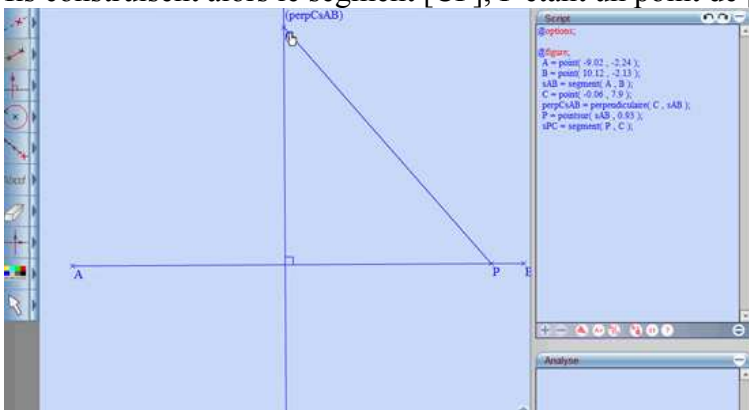 Ils construisent alors le segment [CP], P étant un point de
(perpCsAB)
A
P
B
Script
@options;
@figure;
A = point( -9.02 , -2.24 );
B = point( 10.12 , -2.13 );
sAB = segment( A , B );
C = point( -0.06 , 7.9 );
perpCsAB = perpendiculaire( C , sAB );
P = pointsur( sAB , 0.93 );
sPC = segment( P , C );
Analyse